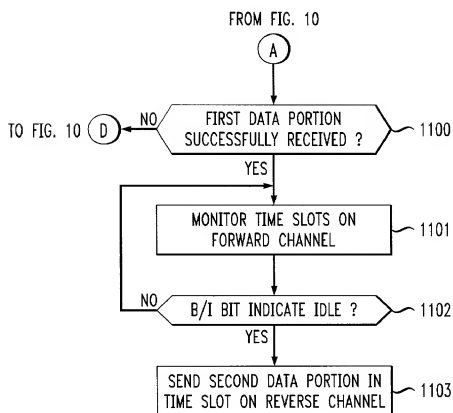 FROM FIG. 10
A
FIRST DATA PORTION
SUCCESSFULLY RECEIVED ?
1100
NO
D
TO FIG. 10
YES
MONITOR TIME SLOTS ON
FORWARD CHANNEL
1101
B/I BIT INDICATE IDLE ?
1102
NO
YES
SEND SECOND DATA PORTION IN
TIME SLOT ON REVERSE CHANNEL
1103